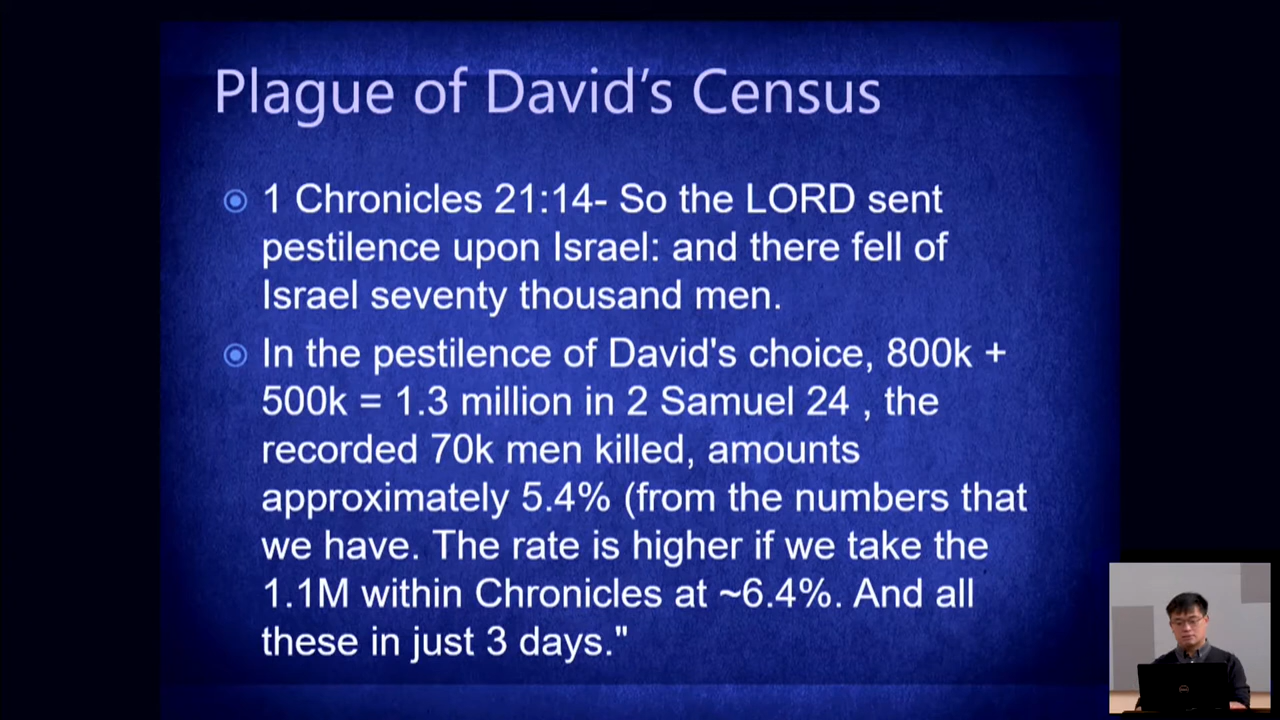 Plague of David's Census
1 Chronicles 21:14- So the LORD sent
pestilence upon Israel: and there fell of
Israel seventy thousand men.
In the pestilence of David's choice, 800k +
500k = 1.3 million in 2 Samuel 24 , the
recorded 70k men killed, amounts
approximately 5.4% (from the numbers that
we have. The rate is higher if we take the
1.1M within Chronicles at ~6.4%. And all
these in just 3 days."